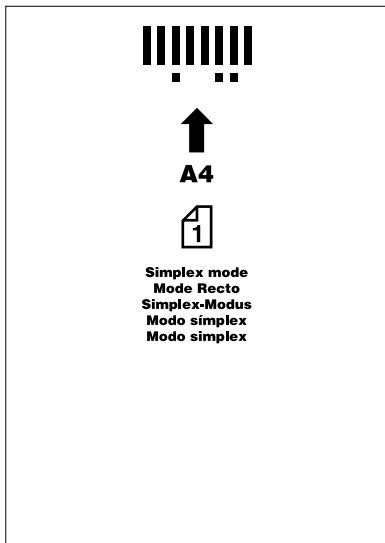 A4
1
Simplex mode
Mode Recto
Simplex-Modus
Modo símplex
Modo simplex